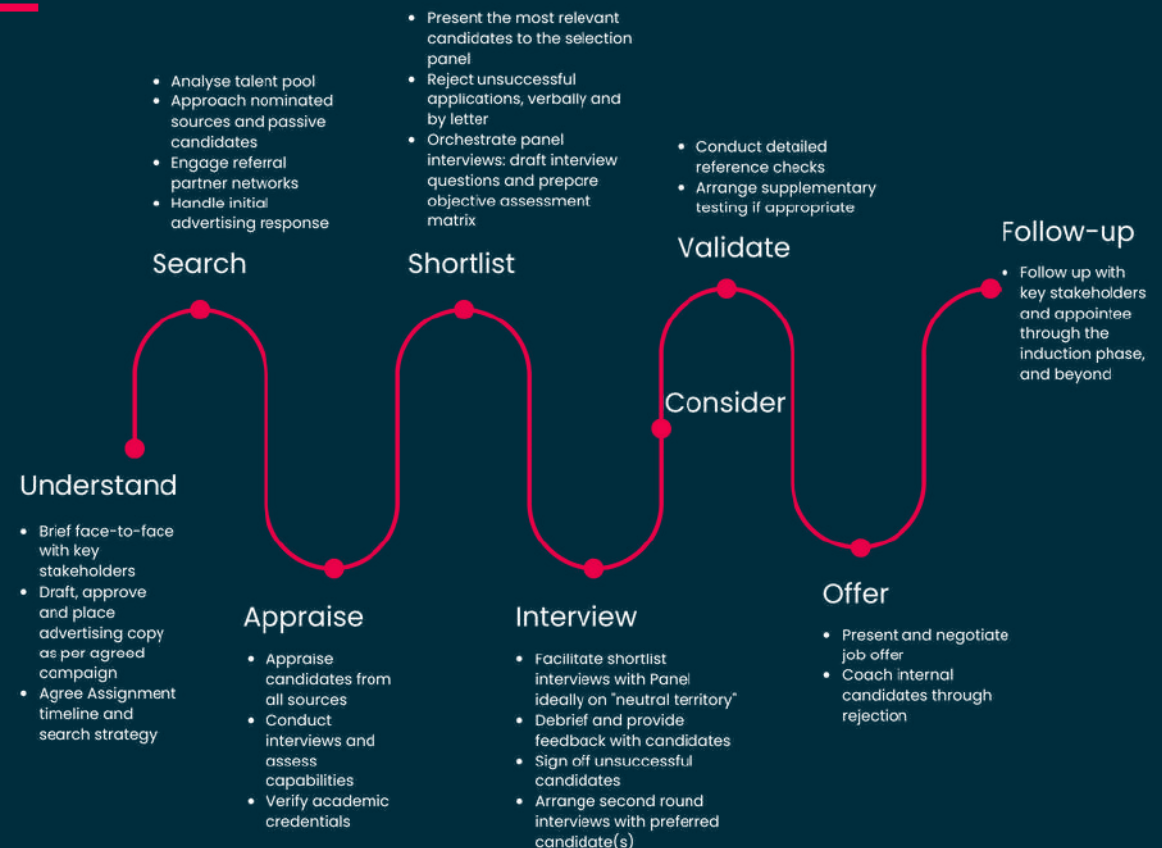 Understand
• Brief face-to-face
with key
stakeholders
• Draft, approve
and place
advertising copy
as per agreed
campaign
• Agree Assignment
timeline and
search strategy
• Analyse talent pool
• Approach nominated
sources and passive
candidates
• Engage referral
partner networks
• Handle initial
advertising response
Search
Appraise
• Appraise
candidates from
all sources
• Conduct
interviews and
assess
capabilities
• Verify academic
credentials
• Present the most relevant
candidates to the selection
panel
• Reject unsuccessful
applications, verbally and
by letter
• Orchestrate panel
interviews: draft interview
questions and prepare
objective assessment
matrix
Shortlist
Interview
• Facilitate shortlist
interviews with Panel
ideally on "neutral territory"
• Debrief and provide
feedback with candidates
• Sign off unsuccessful
candidates
• Arrange second round
interviews with preferred
candidate(s)
Consider
• Conduct detailed
reference checks
• Arrange supplementary
testing if appropriate
Validate
Offer
• Present and negotiate
job offer
• Coach internal
candidates through
rejection
Follow-up
• Follow up with
key stakeholders
and appointee
through the
induction phase,
and beyond